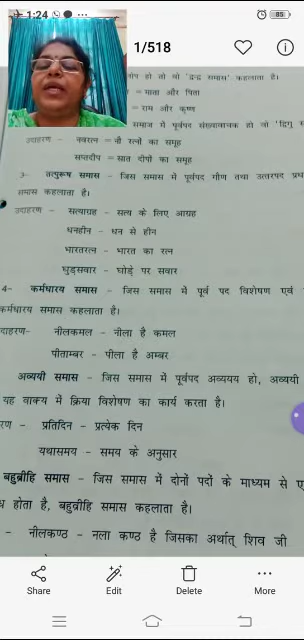 1:24
85
1/518
हो तो वो 'द्वन्द्व समास' कहलाता है।
= माता और पिता
= राम और कृष्ण
समाज में पूर्वपद संख्यावाचक हो वो 'द्विगु स
उदाहरण - नवरत्न = नौ रत्नों का समूह
सप्तदीप = सात दीपों का समूह
3- तत्पुरूष समास - जिस समास में पूर्वपद गौण तथा उत्तरपद प्रध
समास कहलाता है।
उदाहरण - सत्याग्रह - सत्य के लिए आग्रह
धनहीन - धन से हीन
भारतरत्न - भारत का रत्न
घुड़सवार - घोड़े पर सवार
4- कर्मधारय समास - जिस समास में पूर्व पद विशेषण एवं
कर्मधारय समास कहलाता है।
दाहरण- नीलकमल - नीला है कमल
पीताम्बर - पीला है अम्बर
अव्ययी समास - जिस समास में पूर्वपद अव्यय हो, अव्ययी
यह वाक्य में क्रिया विशेषण का कार्य करता है।
रण - प्रतिदिन - प्रत्येक दिन
यथासमय - समय के अनुसार
बहुब्रीहि समास - जिस समास में दोनों पदों के माध्यम से ए
ध होता है, बहुब्रीहि समास कहलाता है।
- नीलकण्ठ - नला कण्ठ है जिसका अर्थात् शिव जी
Share Edit Delete More